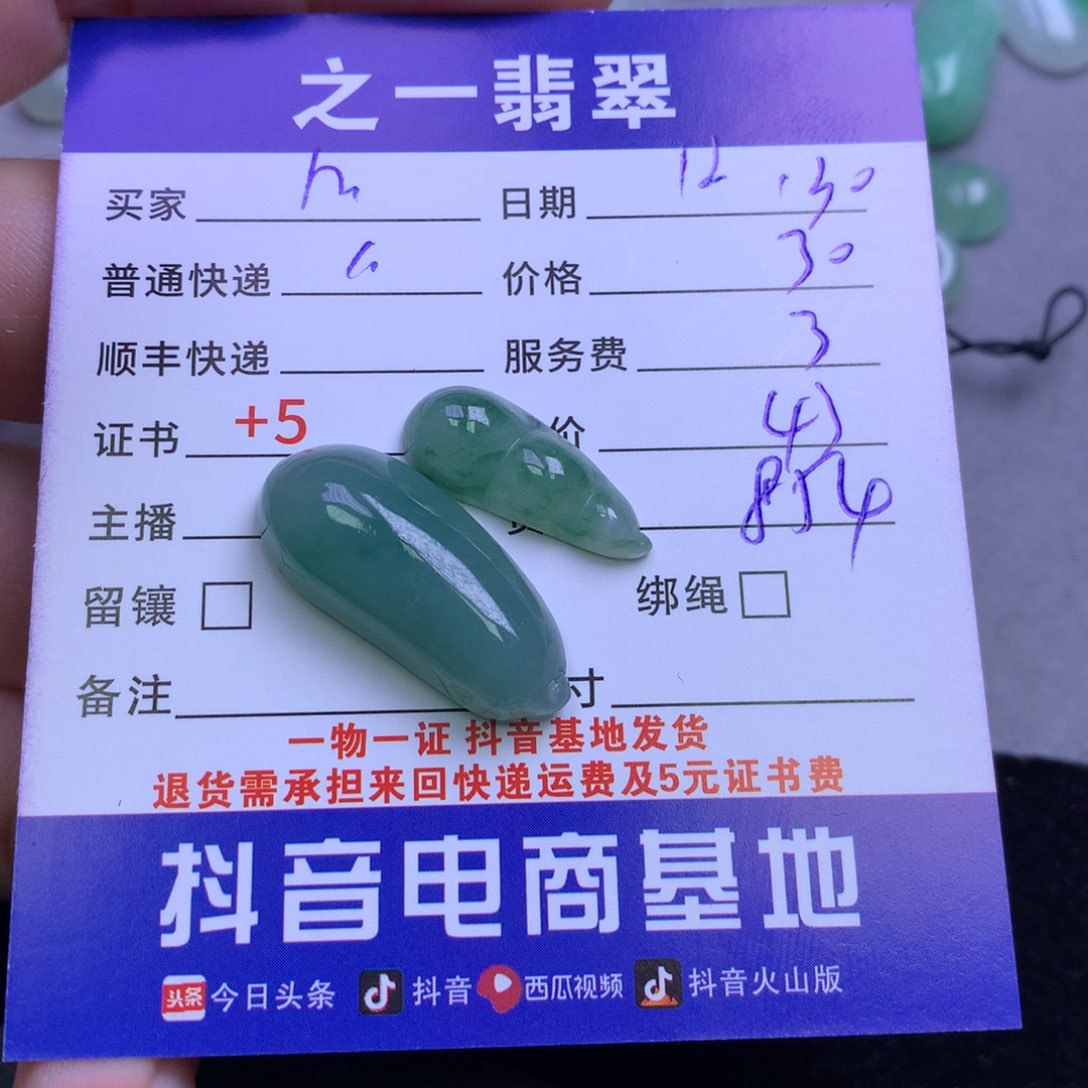 之一翡翠
买家 日期 12.30
普通快递 价格 30
顺丰快递 服务费 3
证书 +5 价 43
主播
留镶 绑绳
备注 寸
一物一证 抖音基地发货
退货需承担来回快递运费及5元证书费
抖音电商基地
头条 今日头条 抖音 西瓜视频 抖音火山版